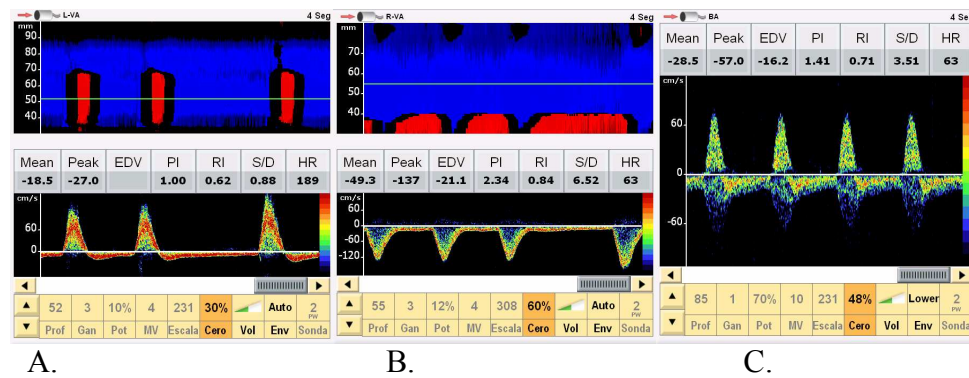 L-VA 4 Seg
mm
90
80
70
60
50
40
Mean Peak EDV PI RI S/D HR
-18.5 -27.0 1.00 0.62 0.88 189
cm/s
60
0
52 3 10% 4 231 30% Auto 2
PW
Prof Gan Pot MV Escala Cero Vol Env Sonda
A.
R-VA 4 Seg
mm
90
80
70
60
50
40
Mean Peak EDV PI RI S/D HR
-49.3 -137 -21.1 2.34 0.84 6.52 63
cm/s
60
0
-60
-120
55 3 12% 4 308 60% Auto 2
PW
Prof Gan Pot MV Escala Cero Vol Env Sonda
B.
BA 4 Seg
Mean Peak EDV PI RI S/D HR
-28.5 -57.0 -16.2 1.41 0.71 3.51 63
cm/s
60
0
-60
85 1 70% 10 231 48% Lower 2
PW
Prof Gan Pot MV Escala Cero Vol Env Sonda
C.